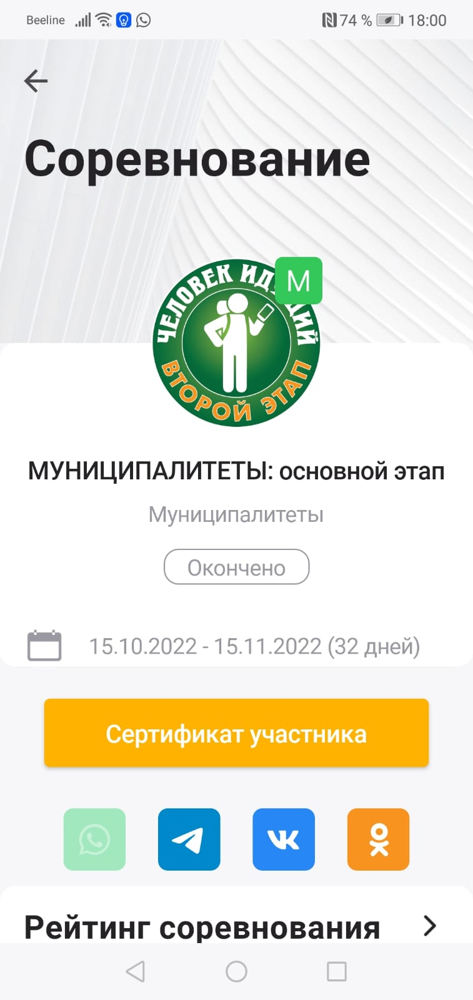 Beeline 74 % 18:00
Соревнование
ЧЕЛОВЕК
M
ВТОРОЙ ЭТАП
МУНИЦИПАЛИТЕТЫ: основной этап
Муниципалитеты
Окончено
15.10.2022 - 15.11.2022 (32 дней)
Сертификат участника
Рейтинг соревнования